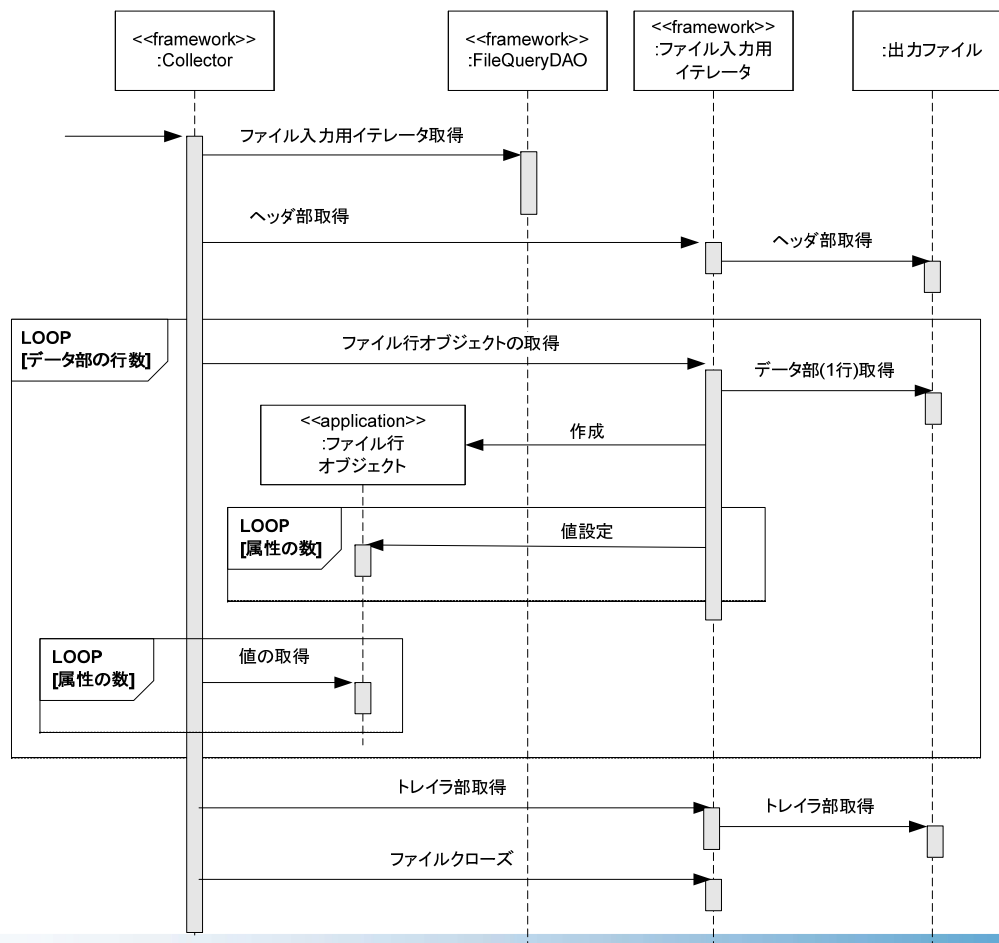 <<framework>>
:Collector
<<framework>>
:FileQueryDAO
<<framework>>
:ファイル入力用
イテレータ
:出力ファイル
ファイル入力用イテレータ取得
ヘッダ部取得
ヘッダ部取得
LOOP
[データ部の行数]
ファイル行オブジェクトの取得
データ部(1行)取得
<<application>>
:ファイル行
オブジェクト
作成
LOOP
[属性の数]
値設定
LOOP
[属性の数]
値の取得
トレイラ部取得
トレイラ部取得
ファイルクローズ